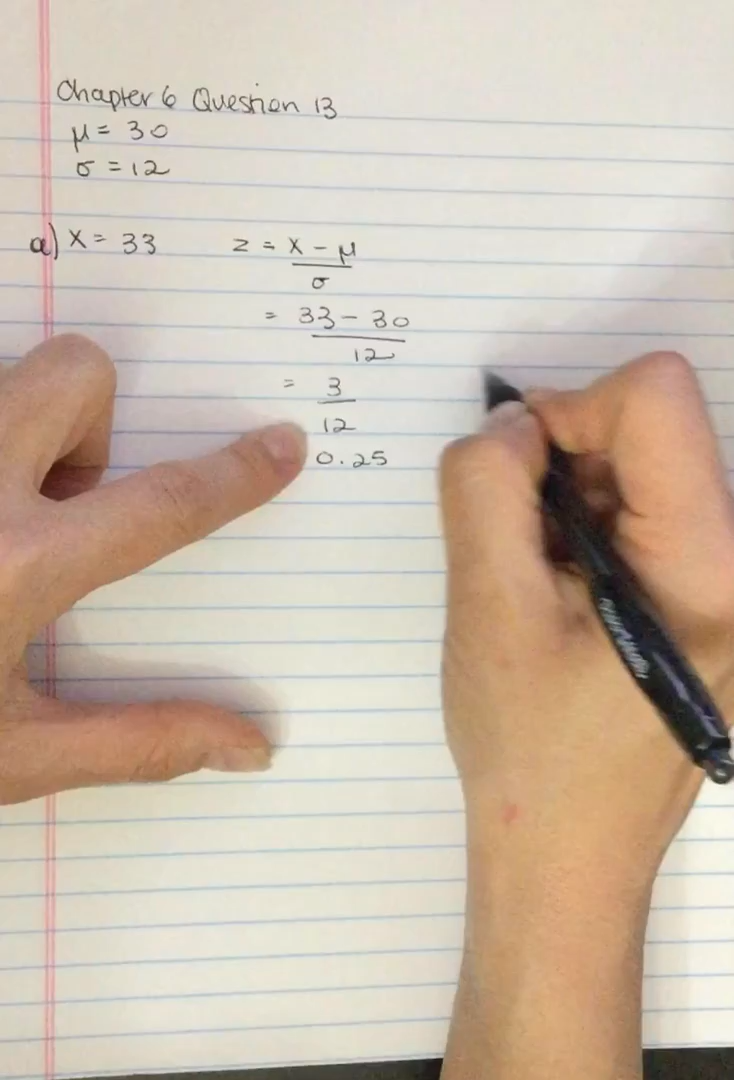 Chapter 6 Question 13
μ = 30
σ = 12
a) x = 33 z = x - μ
σ
= 33 - 30
12
= 3
12
0.25